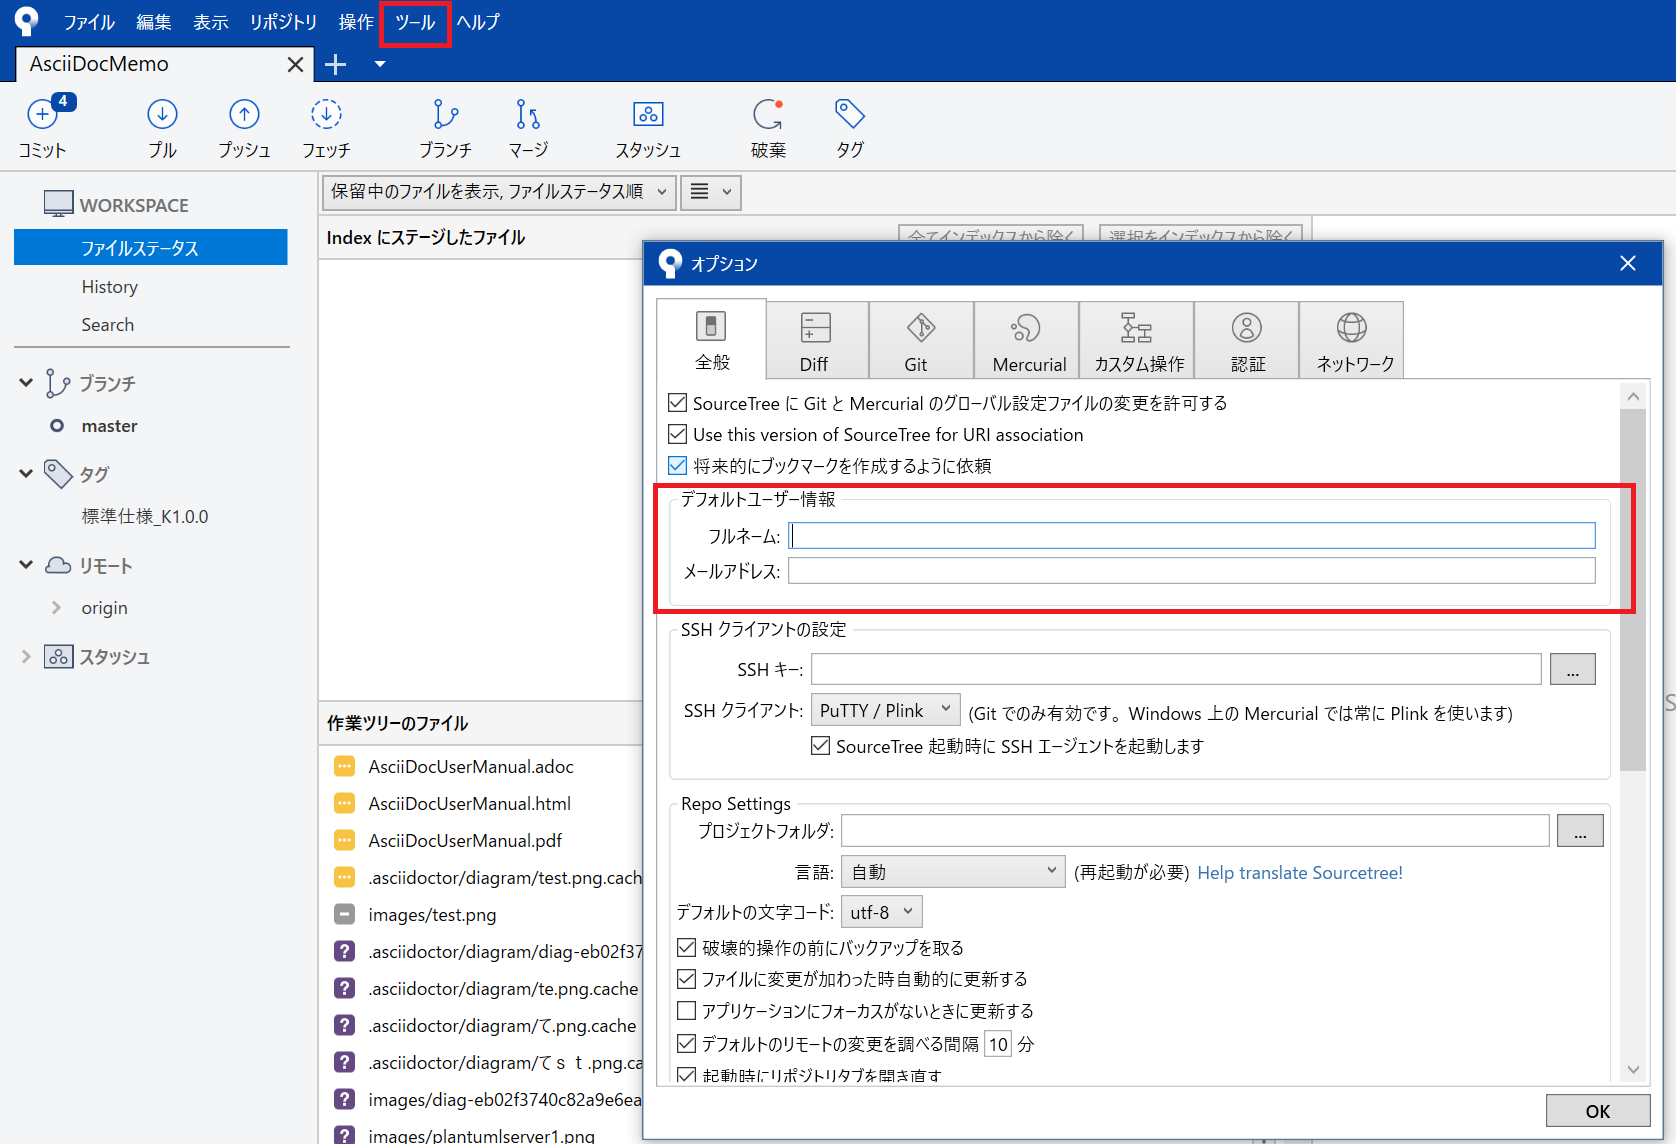 ファイル 編集 表示 リポジトリ 操作 ツール ヘルプ
AsciiDocMemo
4
コミット プル プッシュ フェッチ ブランチ マージ スタッシュ 破棄 タグ
WORKSPACE
ファイルステータス
History
Search
ブランチ
master
タグ
標準仕様_K1.0.0
リモート
origin
スタッシュ
保留中のファイルを表示, ファイルステータス順
Index にステージしたファイル
全てインデックスから除く 選択をインデックスから除く
作業ツリーのファイル
AsciiDocUserManual.adoc
AsciiDocUserManual.html
AsciiDocUserManual.pdf
.asciidoctor/diagram/test.png.cach
images/test.png
.asciidoctor/diagram/diag-eb02f37
.asciidoctor/diagram/te.png.cache
.asciidoctor/diagram/て.png.cache
.asciidoctor/diagram/てｓｔ.png.ca
images/diag-eb02f3740c82a9e6ea
images/plantumlserver1.png
オプション
全般 Diff Git Mercurial カスタム操作 認証 ネットワーク
SourceTree に Git と Mercurial のグローバル設定ファイルの変更を許可する
Use this version of SourceTree for URI association
将来的にブックマークを作成するように依頼
デフォルトユーザー情報
フルネーム:
メールアドレス:
SSH クライアントの設定
SSH キー: ...
SSH クライアント: PuTTY / Plink (Git でのみ有効です。Windows 上の Mercurial では常に Plink を使います)
SourceTree 起動時に SSH エージェントを起動します
Repo Settings
プロジェクトフォルダ: ...
言語: 自動 (再起動が必要) Help translate Sourcetree!
デフォルトの文字コード: utf-8
破壊的操作の前にバックアップを取る
ファイルに変更が加わった時自動的に更新する
アプリケーションにフォーカスがないときに更新する
デフォルトのリモートの変更を調べる間隔 10 分
起動時にリポジトリタブを開き直す
OK
S